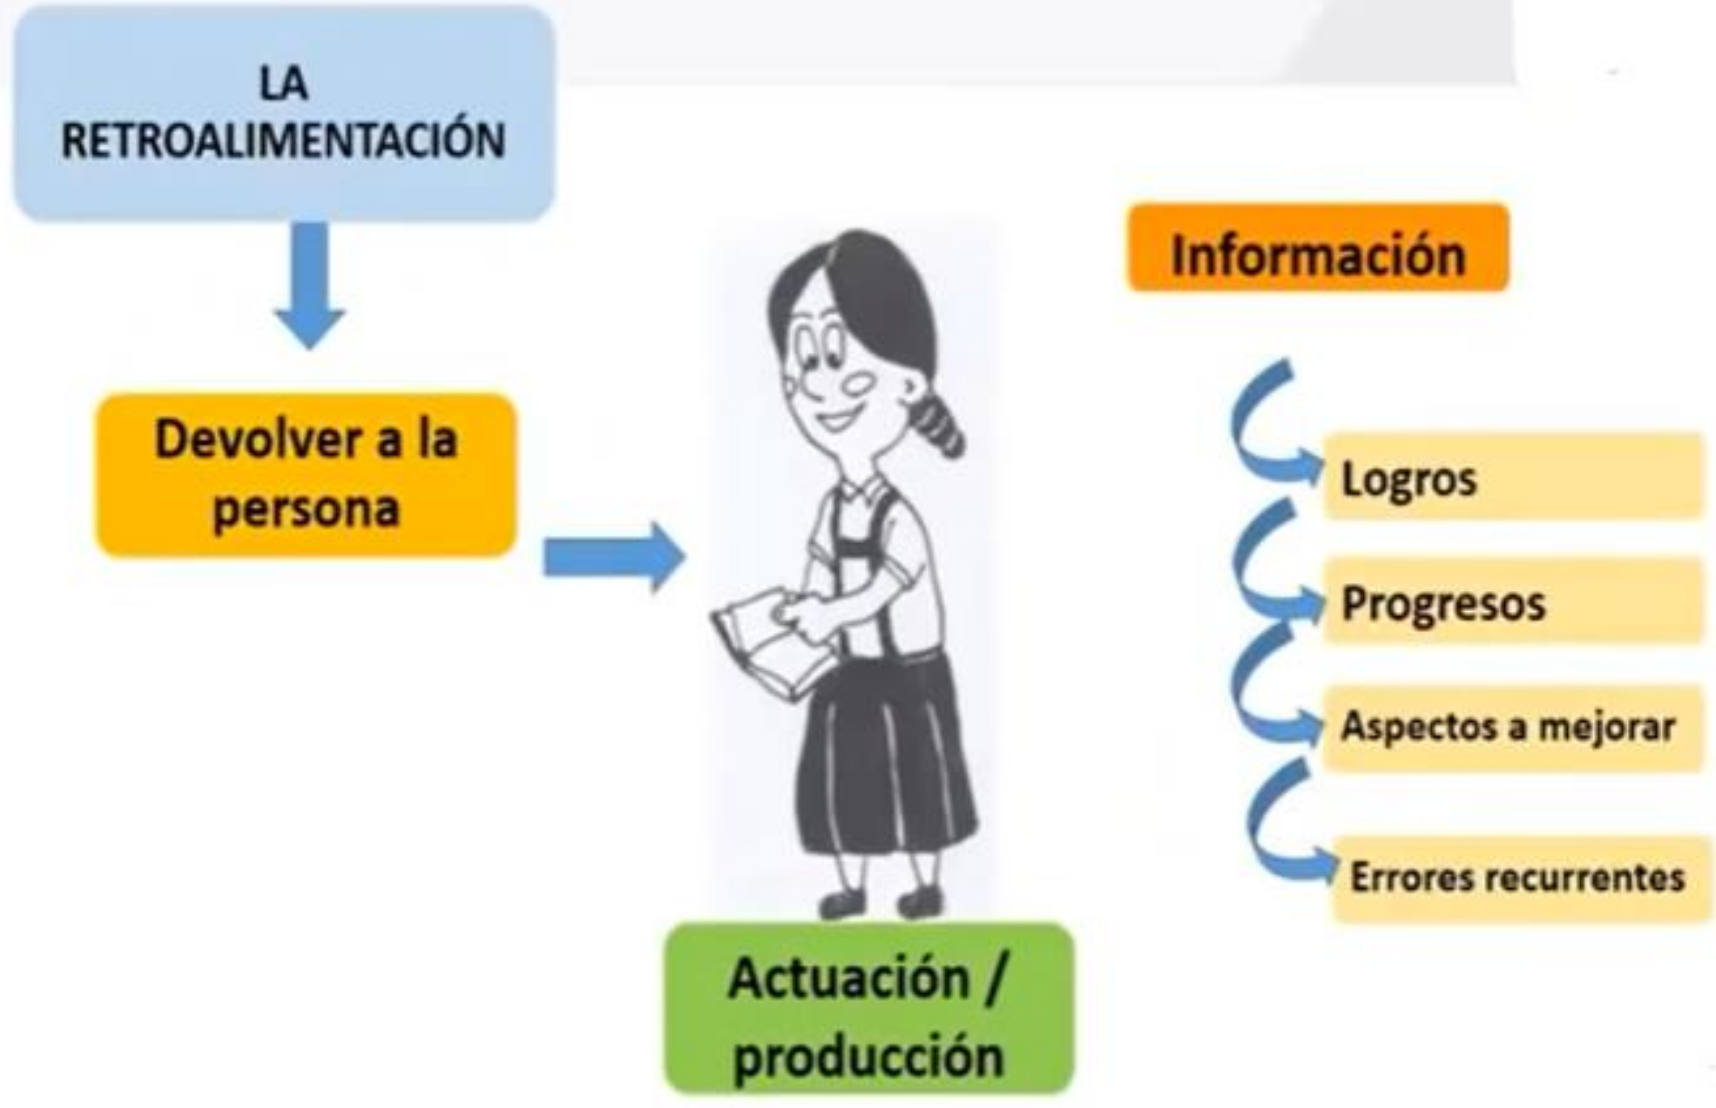 LA
RETROALIMENTACIÓN
Devolver a la
persona
Actuación /
producción
Información
Logros
Progresos
Aspectos a mejorar
Errores recurrentes